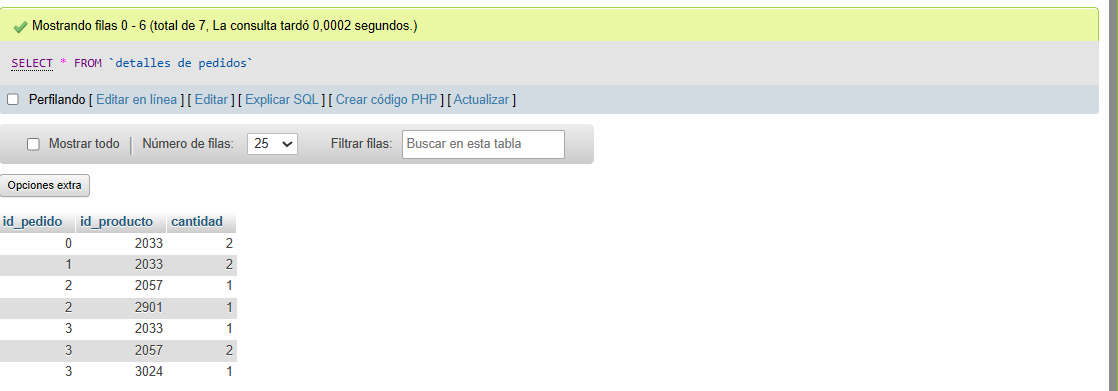 Mostrando filas 0 - 6 (total de 7, La consulta tardó 0,0002 segundos.)
SELECT * FROM `detalles de pedidos`
Perfilando [ Editar en línea ] [ Editar ] [ Explicar SQL ] [ Crear código PHP ] [ Actualizar ]
Mostrar todo | Número de filas: 25 Filtrar filas: Buscar en esta tabla
Opciones extra
id_pedido id_producto cantidad
0 2033 2
1 2033 2
2 2057 1
2 2901 1
3 2033 1
3 2057 2
3 3024 1